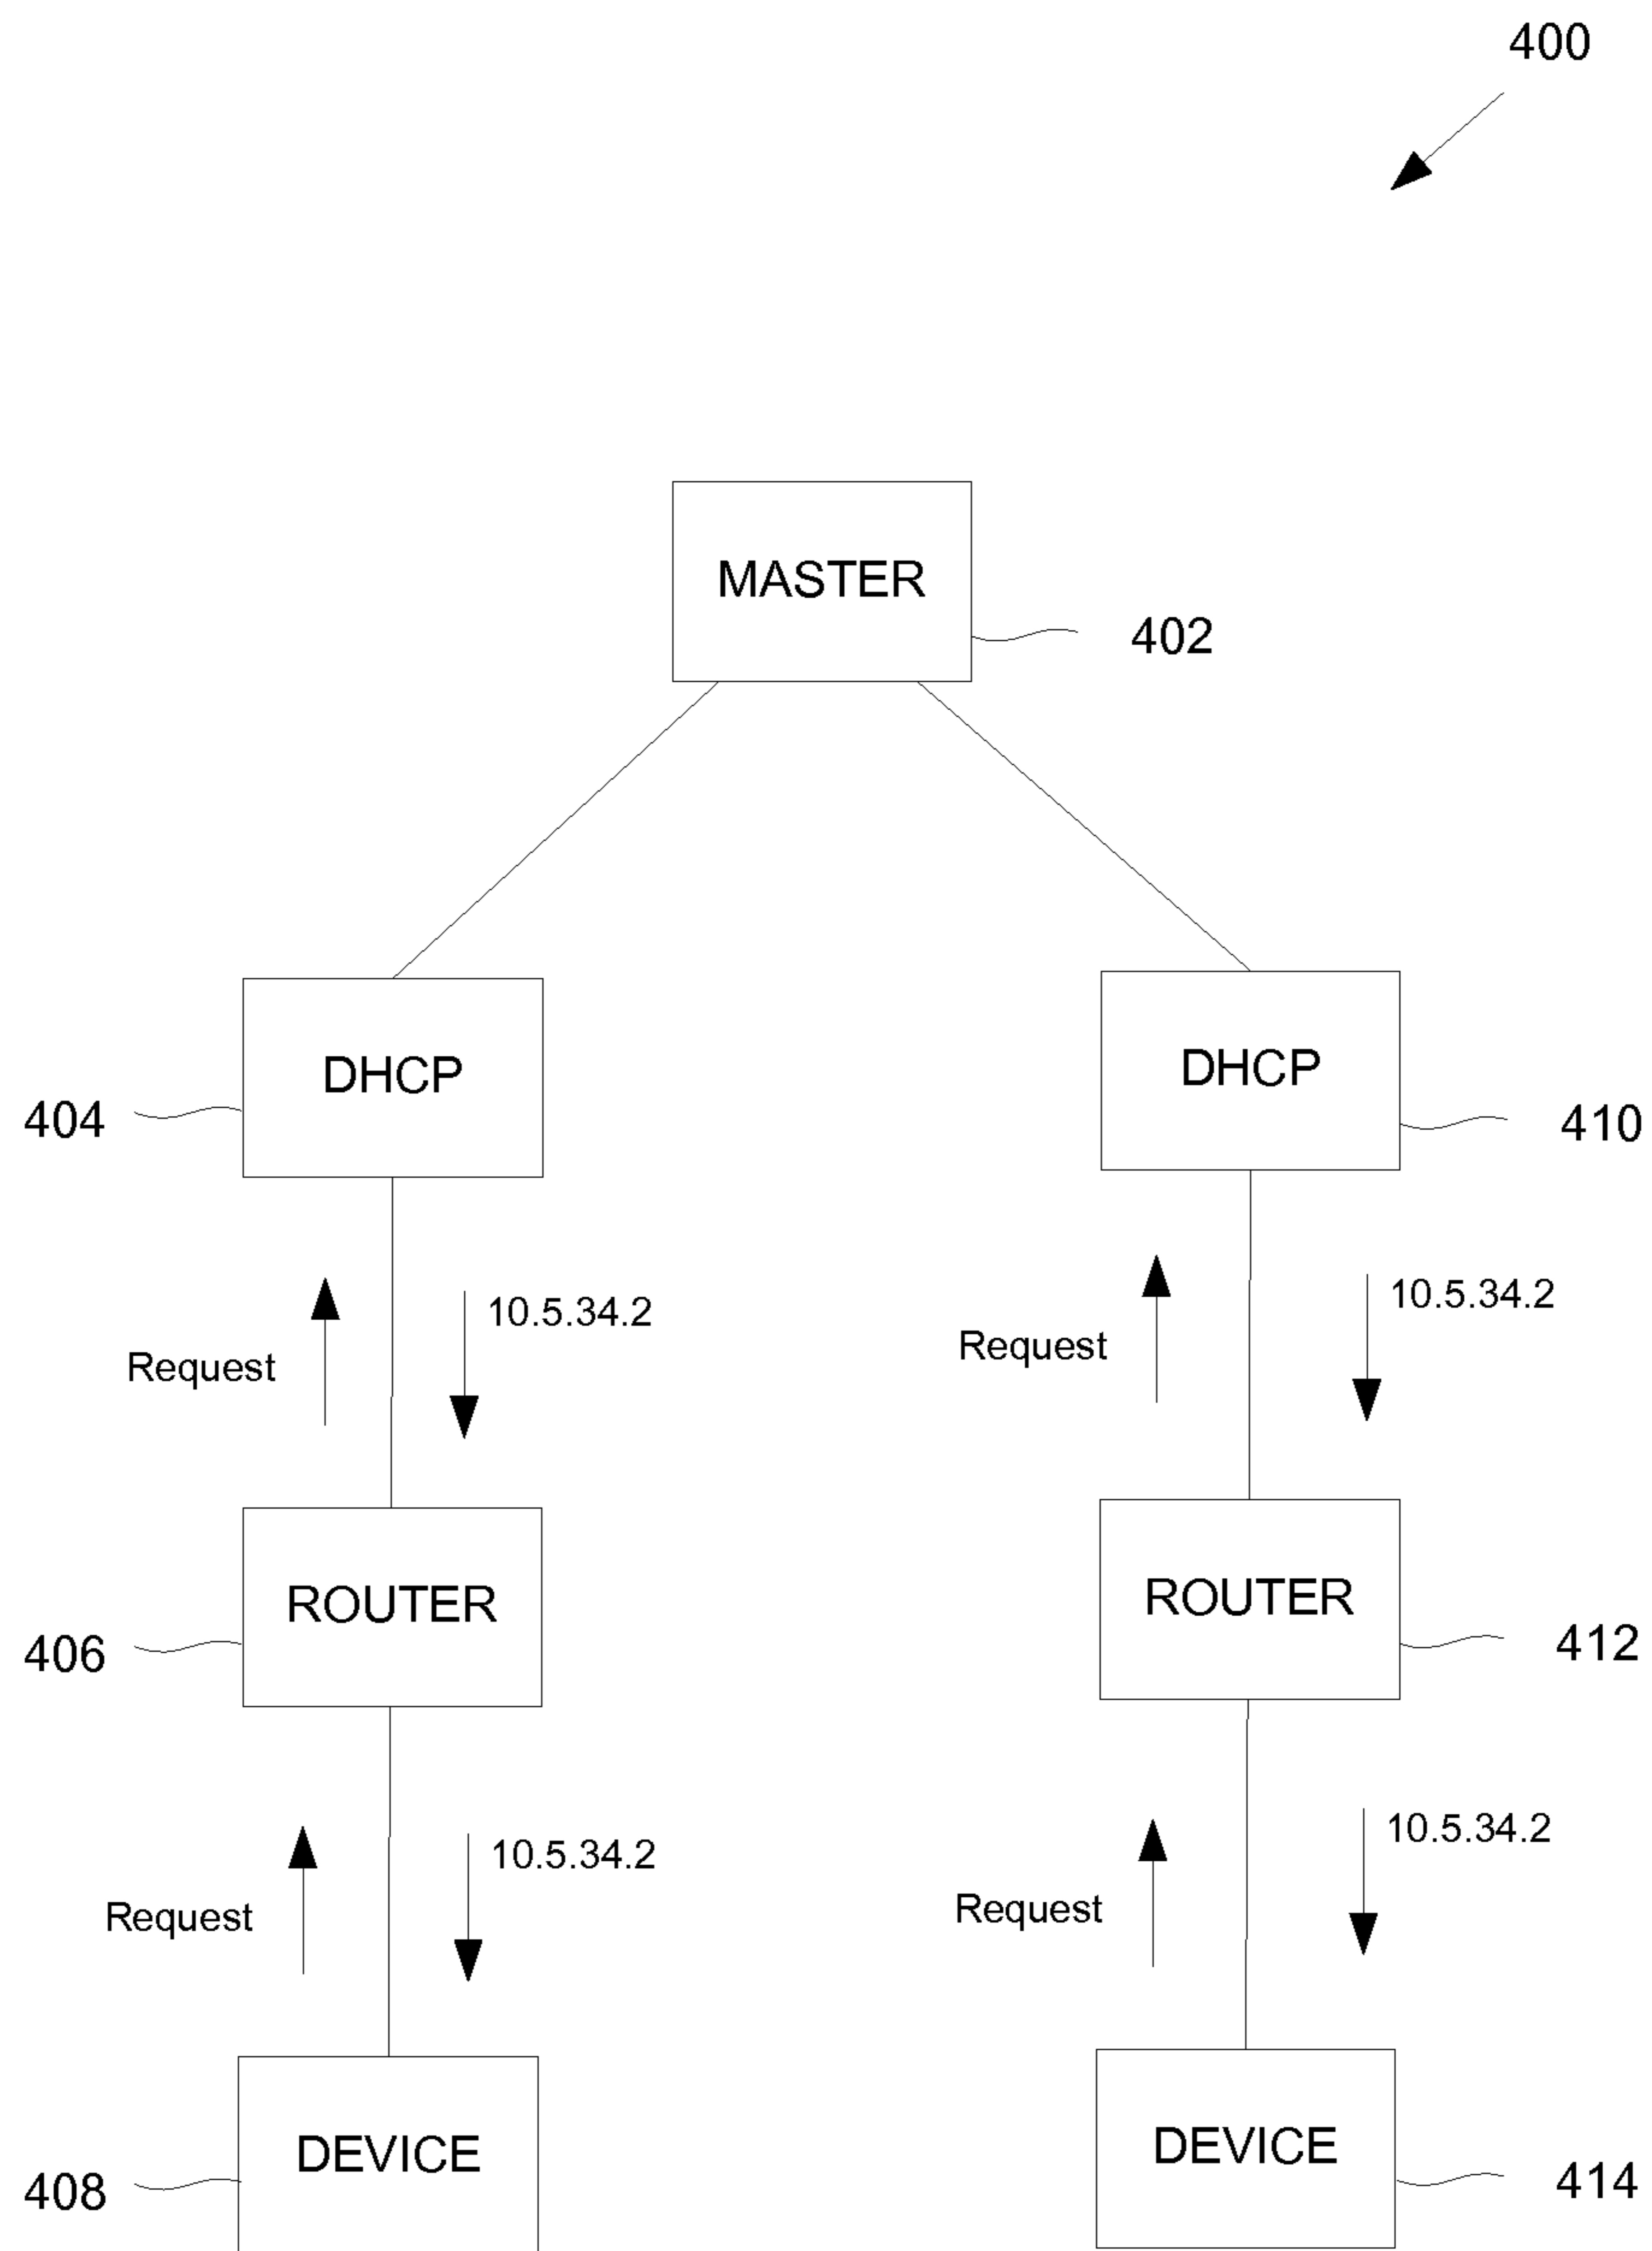 400
MASTER
402
DHCP
DHCP
404
410
10.5.34.2
10.5.34.2
Request
Request
ROUTER
ROUTER
406
412
10.5.34.2
10.5.34.2
Request
Request
DEVICE
DEVICE
408
414